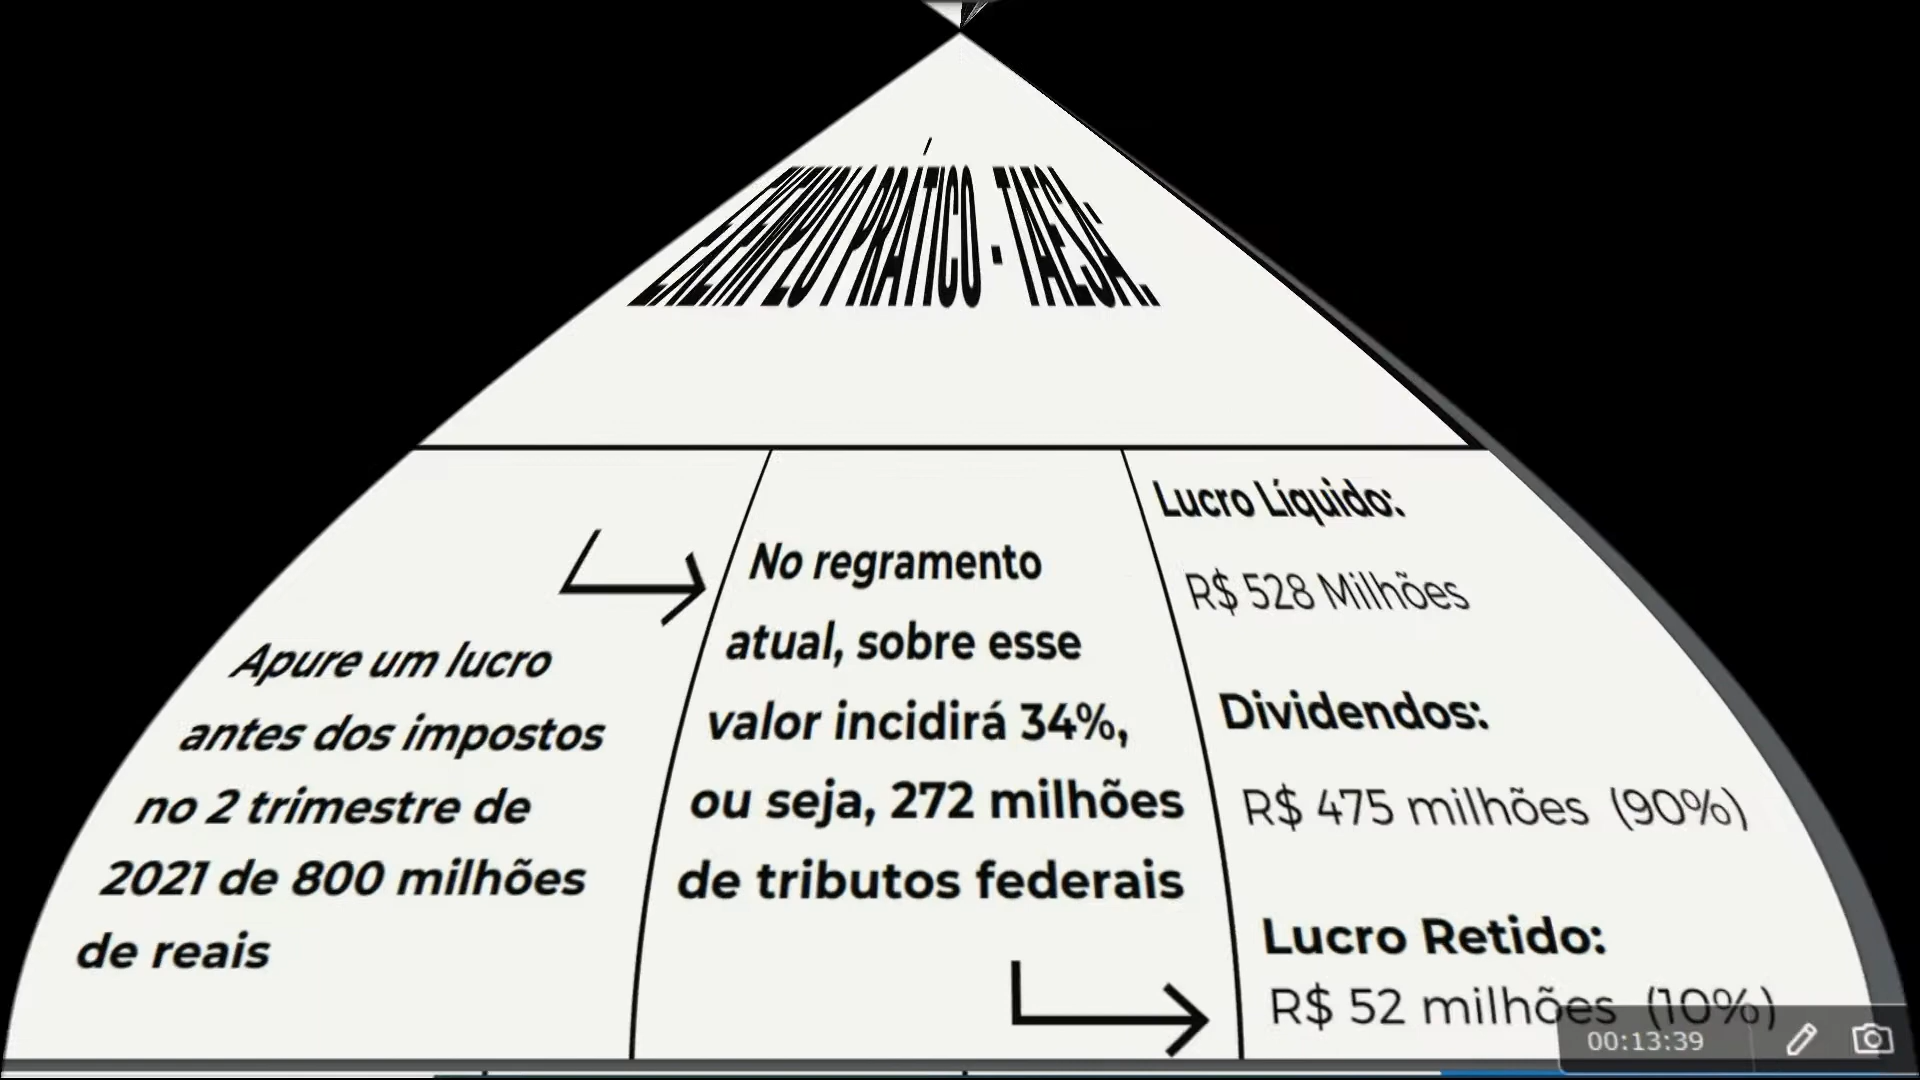 EXEMPLO PRÁTICO - TAESA:
Apure um lucro
antes dos impostos
no 2 trimestre de
2021 de 800 milhões
de reais
No regramento
atual, sobre esse
valor incidirá 34%,
ou seja, 272 milhões
de tributos federais
Lucro Líquido:
R$ 528 Milhões
Dividendos:
R$ 475 milhões (90%)
Lucro Retido:
R$ 52 milhões (10%)
00:13:39